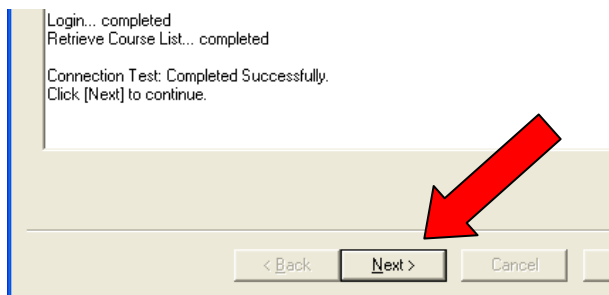 Login... completed
Retrieve Course List... completed
Connection Test: Completed Successfully.
Click [Next] to continue.
< Back Next > Cancel